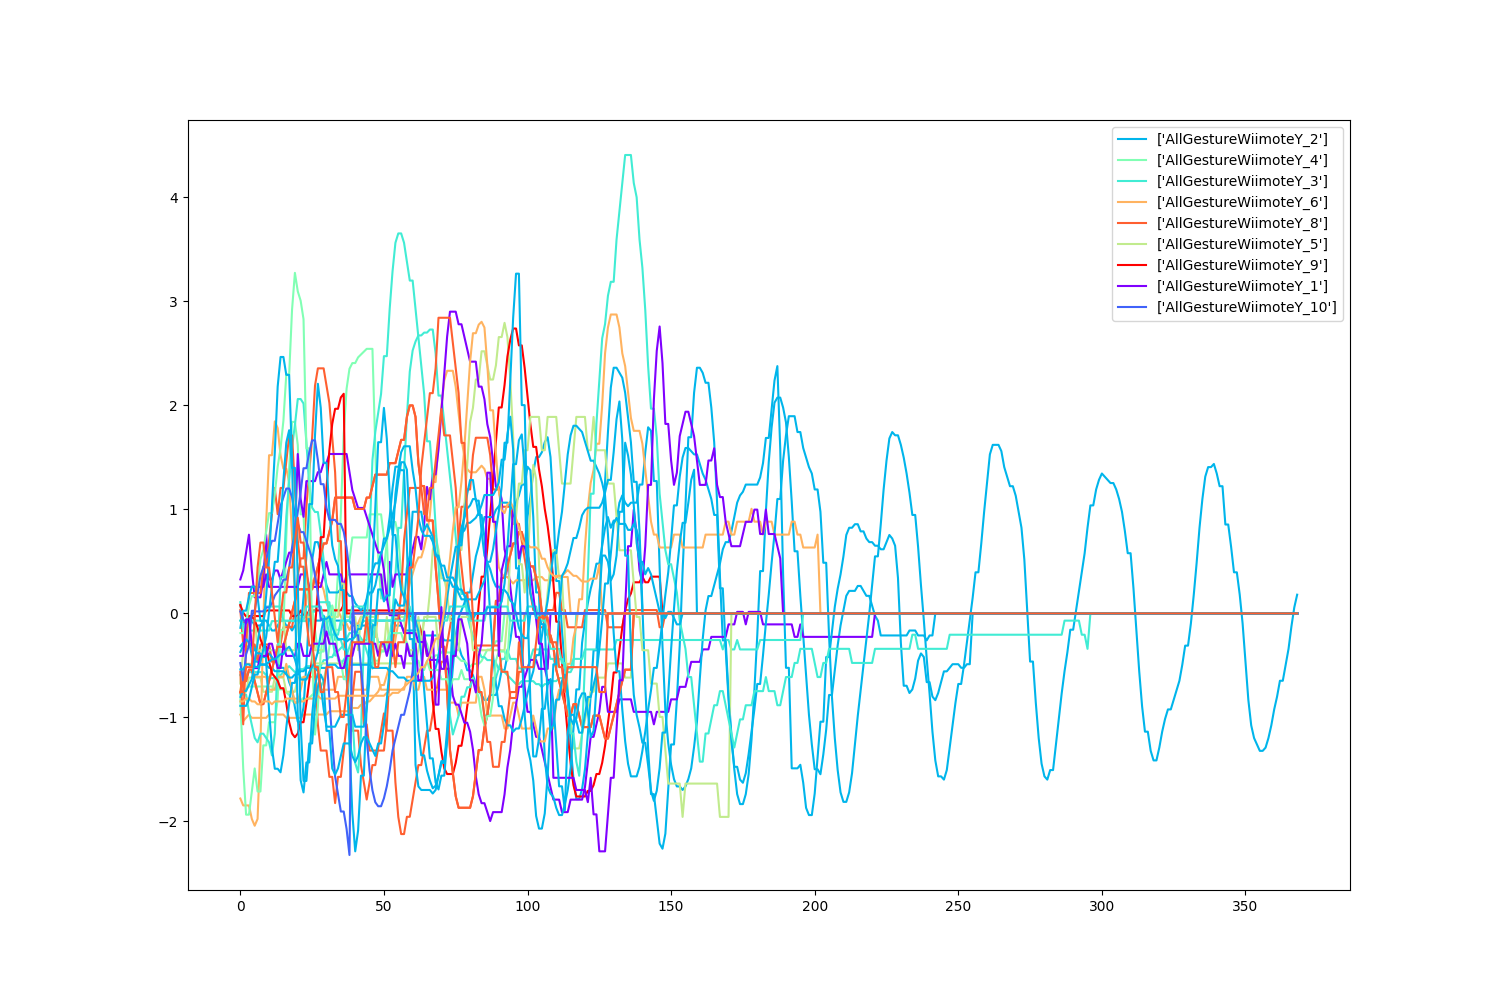 ['AllGestureWiimoteY_2']
['AllGestureWiimoteY_4']
['AllGestureWiimoteY_3']
['AllGestureWiimoteY_6']
['AllGestureWiimoteY_8']
['AllGestureWiimoteY_5']
['AllGestureWiimoteY_9']
['AllGestureWiimoteY_1']
['AllGestureWiimoteY_10']
4
3
2
1
0
−1
−2
0 50 100 150 200 250 300 350